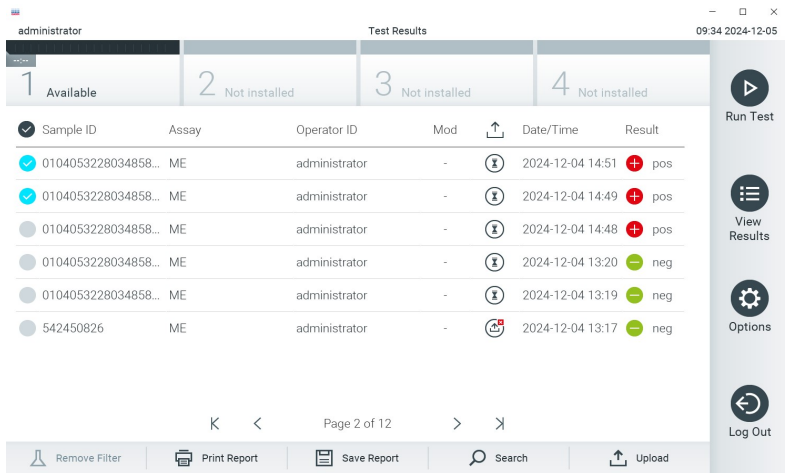 administrator Test Results 09:34 2024-12-05
--:--
1 Available 2 Not installed 3 Not installed 4 Not installed
Run Test
Sample ID Assay Operator ID Mod Date/Time Result
0104053228034858... ME administrator - 2024-12-04 14:51 pos
0104053228034858... ME administrator - 2024-12-04 14:49 pos
View
Results
0104053228034858... ME administrator - 2024-12-04 14:48 pos
0104053228034858... ME administrator - 2024-12-04 13:20 neg
0104053228034858... ME administrator - 2024-12-04 13:19 neg
Options
542450826 ME administrator - 2024-12-04 13:17 neg
Page 2 of 12
Log Out
Remove Filter Print Report Save Report Search Upload